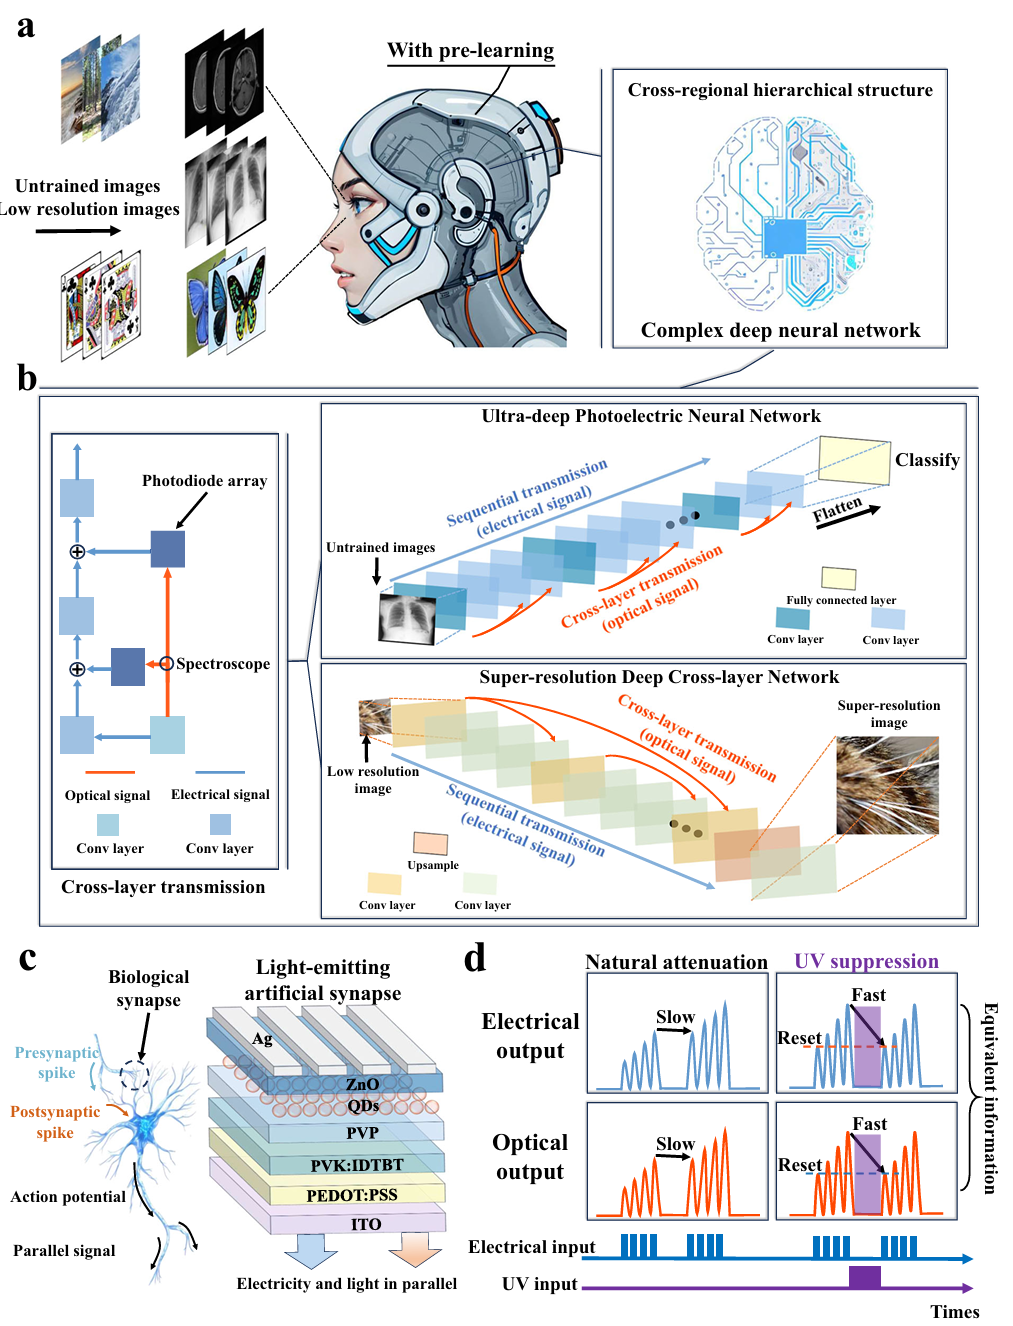 a
With pre-learning
Untrained images
Low resolution images
Cross-regional hierarchical structure
Complex deep neural network
b
Photodiode array
Spectroscope
Optical signal
Electrical signal
Conv layer
Conv layer
Cross-layer transmission
Ultra-deep Photoelectric Neural Network
Sequential transmission
(electrical signal)
Classify
Flatten
Untrained images
Cross-layer transmission
(optical signal)
Fully connected layer
Conv layer
Conv layer
Super-resolution Deep Cross-layer Network
Cross-layer transmission
(optical signal)
Super-resolution
image
Low resolution
image
Sequential transmission
(electrical signal)
Upsample
Conv layer
Conv layer
c
Biological
synapse
Presynaptic
spike
Postsynaptic
spike
Action potential
Parallel signal
Light-emitting
artificial synapse
Ag
ZnO
QDs
PVP
PVK:IDTBT
PEDOT:PSS
ITO
Electricity and light in parallel
d
Natural attenuation
UV suppression
Electrical
output
Slow
Fast
Reset
Optical
output
Slow
Fast
Reset
Equivalent information
Electrical input
UV input
Times